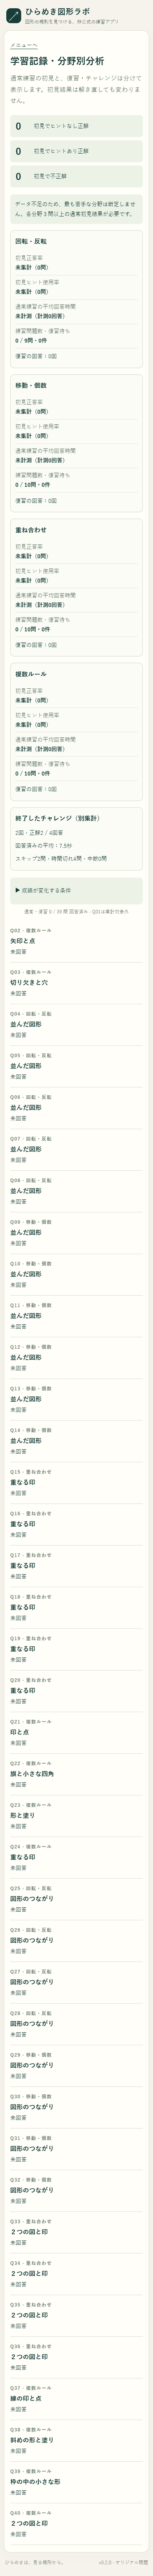 ひらめき図形ラボ
図形の規則を見つける、非公式の練習アプリ
メニューへ
学習記録・分野別分析
通常練習の初見と、復習・チャレンジは分けて
表示します。初見結果は解き直しても変わりま
せん。
0 初見でヒントなし正解
0 初見でヒントあり正解
0 初見で不正解
データ不足のため、最も苦手な分野は断定しま
せん。各分野3問以上の通常初見結果が必要です。
回転・反転
初見正答率
未集計（0問）
初見ヒント使用率
未集計（0問）
通常練習の平均回答時間
未計測（計測0回答）
練習問題数・復習待ち
0 / 9問・0件
復習の回答：0回
移動・個数
初見正答率
未集計（0問）
初見ヒント使用率
未集計（0問）
通常練習の平均回答時間
未計測（計測0回答）
練習問題数・復習待ち
0 / 10問・0件
復習の回答：0回
重ね合わせ
初見正答率
未集計（0問）
初見ヒント使用率
未集計（0問）
通常練習の平均回答時間
未計測（計測0回答）
練習問題数・復習待ち
0 / 10問・0件
復習の回答：0回
複数ルール
初見正答率
未集計（0問）
初見ヒント使用率
未集計（0問）
通常練習の平均回答時間
未計測（計測0回答）
練習問題数・復習待ち
0 / 10問・0件
復習の回答：0回
終了したチャレンジ（別集計）
2回・正解2 / 4回答
回答済みの平均：7.5秒
スキップ2問・時間切れ4問・中断0問
▶ 成績が変化する条件
通常・復習 0 / 39 問 回答済み・Q01は集計対象外
Q02・複数ルール
矢印と点
未回答
Q03・複数ルール
切り欠きと穴
未回答
Q04・回転・反転
並んだ図形
未回答
Q05・回転・反転
並んだ図形
未回答
Q06・回転・反転
並んだ図形
未回答
Q07・回転・反転
並んだ図形
未回答
Q08・回転・反転
並んだ図形
未回答
Q09・移動・個数
並んだ図形
未回答
Q10・移動・個数
並んだ図形
未回答
Q11・移動・個数
並んだ図形
未回答
Q12・移動・個数
並んだ図形
未回答
Q13・移動・個数
並んだ図形
未回答
Q14・移動・個数
並んだ図形
未回答
Q15・重ね合わせ
重なる印
未回答
Q16・重ね合わせ
重なる印
未回答
Q17・重ね合わせ
重なる印
未回答
Q18・重ね合わせ
重なる印
未回答
Q19・重ね合わせ
重なる印
未回答
Q20・重ね合わせ
重なる印
未回答
Q21・複数ルール
印と点
未回答
Q22・複数ルール
旗と小さな四角
未回答
Q23・複数ルール
形と塗り
未回答
Q24・複数ルール
重なる印
未回答
Q25・回転・反転
図形のつながり
未回答
Q26・回転・反転
図形のつながり
未回答
Q27・回転・反転
図形のつながり
未回答
Q28・回転・反転
図形のつながり
未回答
Q29・移動・個数
図形のつながり
未回答
Q30・移動・個数
図形のつながり
未回答
Q31・移動・個数
図形のつながり
未回答
Q32・移動・個数
図形のつながり
未回答
Q33・重ね合わせ
2つの図と印
未回答
Q34・重ね合わせ
2つの図と印
未回答
Q35・重ね合わせ
2つの図と印
未回答
Q36・重ね合わせ
2つの図と印
未回答
Q37・複数ルール
線の印と点
未回答
Q38・複数ルール
斜めの形と塗り
未回答
Q39・複数ルール
枠の中の小さな形
未回答
Q40・複数ルール
2つの図と印
未回答
ひらめきは、見る練習から。
v0.2.0・オリジナル問題